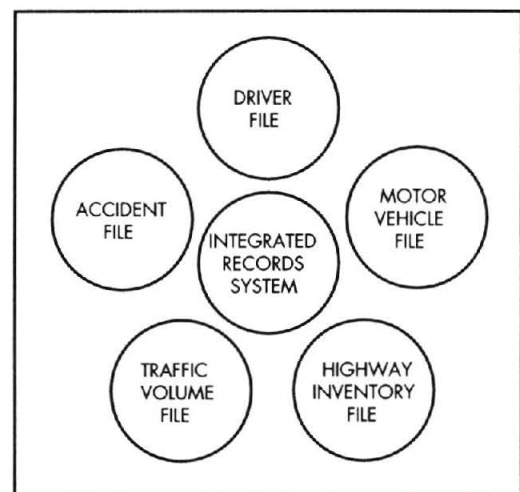 DRIVER
FILE
ACCIDENT
FILE
MOTOR
VEHICLE
FILE
INTEGRATED
RECORDS
SYSTEM
TRAFFIC
VOLUME
FILE
HIGHWAY
INVENTORY
FILE